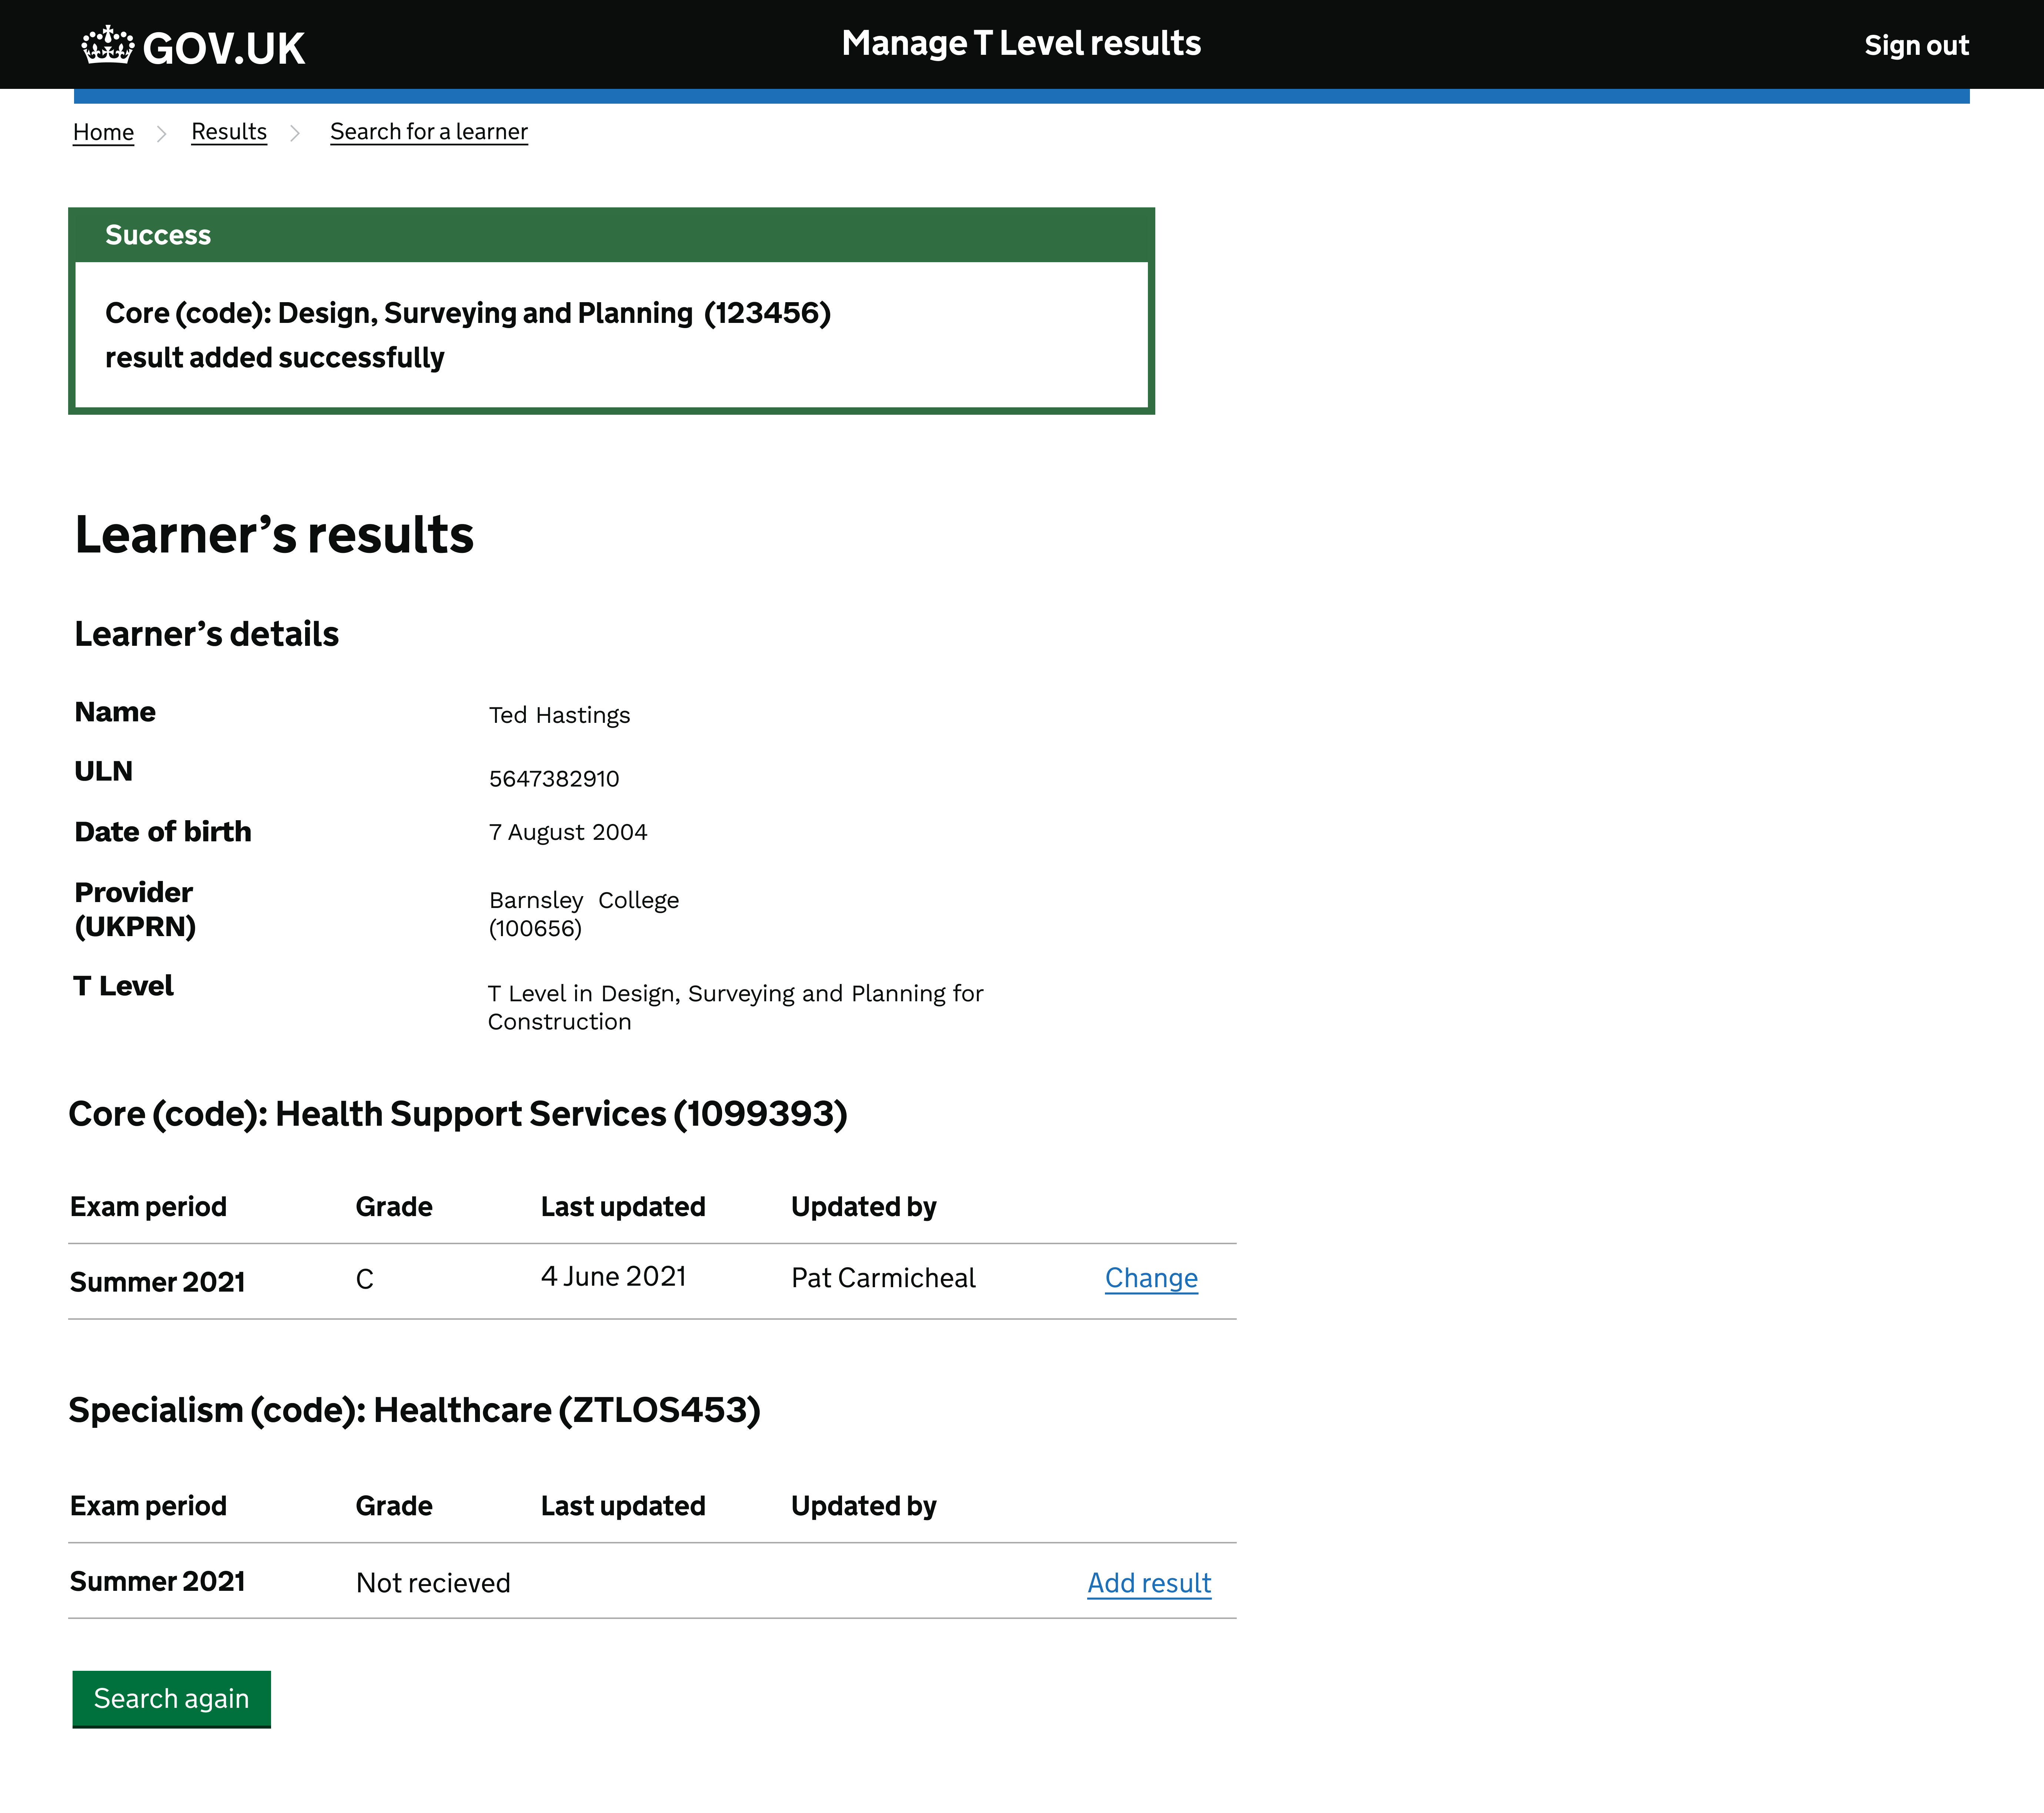 GOV.UK Manage T Level results Sign out
Home Results Search for a learner
Success
Core (code): Design, Surveying and Planning (123456)
result added successfully
Learner’s results
Learner’s details
Name Ted Hastings
ULN 5647382910
Date of birth 7 August 2004
Provider Barnsley College
(UKPRN) (100656)
T Level T Level in Design, Surveying and Planning for
Construction
Core (code): Health Support Services (1099393)
Exam period Grade Last updated Updated by
Summer 2021 C 4 June 2021 Pat Carmicheal Change
Specialism (code): Healthcare (ZTLOS453)
Exam period Grade Last updated Updated by
Summer 2021 Not recieved Add result
Search again